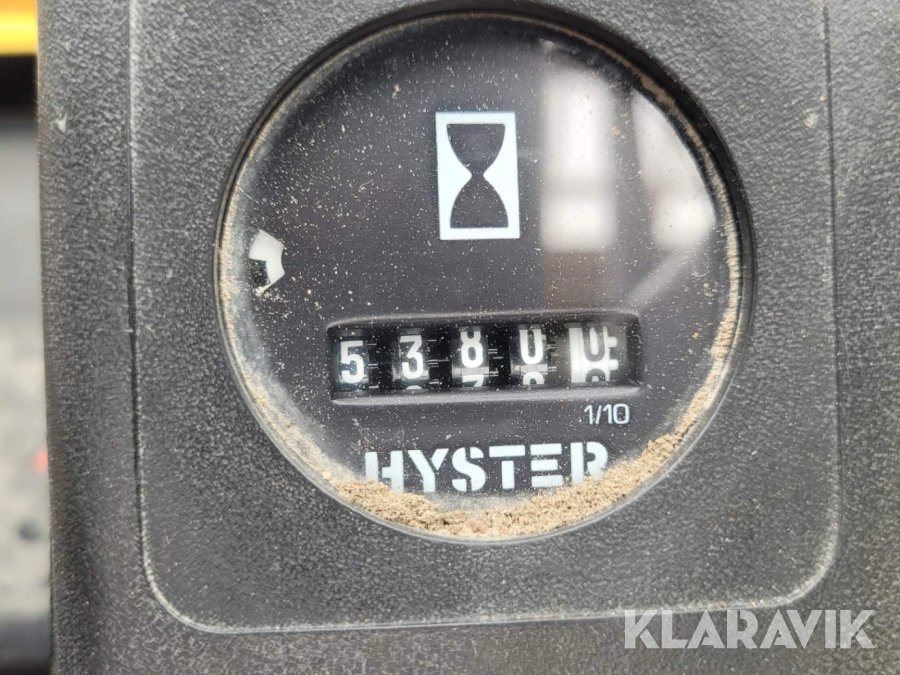 53800
1/10
HYSTER
KLARAVIK